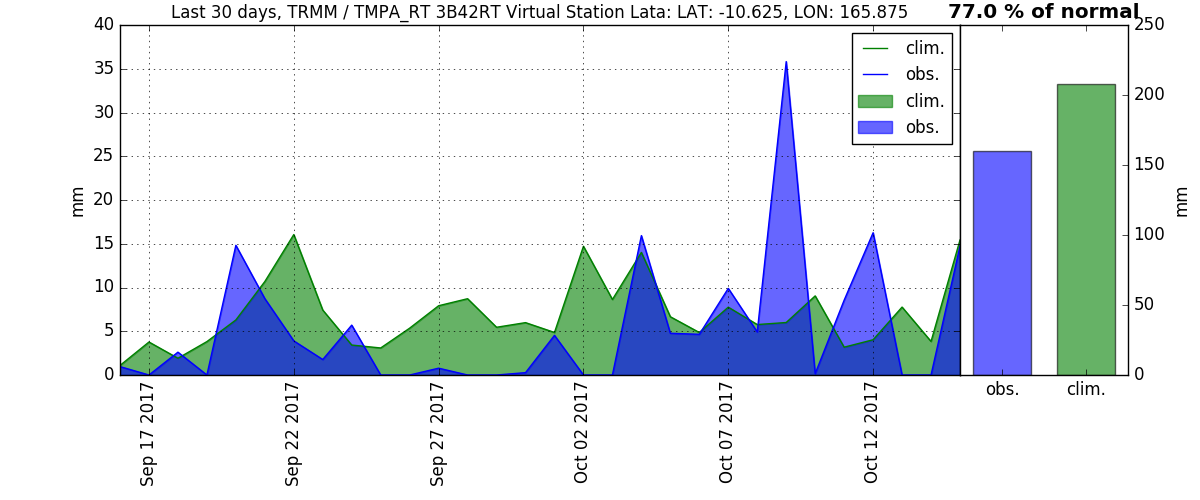 Last 30 days, TRMM / TMPA_RT 3B42RT Virtual Station Lata: LAT: -10.625, LON: 165.875
77.0 % of normal
40
35
30
25
20
15
10
5
0
mm
clim.
obs.
clim.
obs.
250
200
150
100
50
0
mm
Sep 17 2017
Sep 22 2017
Sep 27 2017
Oct 02 2017
Oct 07 2017
Oct 12 2017
obs.
clim.